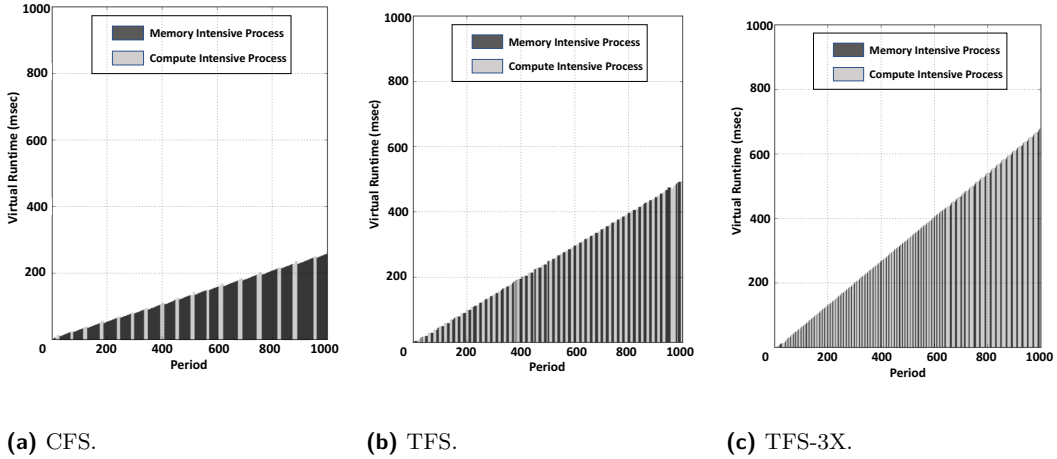 Memory Intensive Process
Compute Intensive Process
Virtual Runtime (msec)
1000
800
600
400
200
0 200 400 600 800 1000
Period
(a) CFS.
Memory Intensive Process
Compute Intensive Process
Virtual Runtime (msec)
1000
800
600
400
200
0 200 400 600 800 1000
Period
(b) TFS.
Memory Intensive Process
Compute Intensive Process
Virtual Runtime (msec)
1000
800
600
400
200
0 200 400 600 800 1000
Period
(c) TFS-3X.